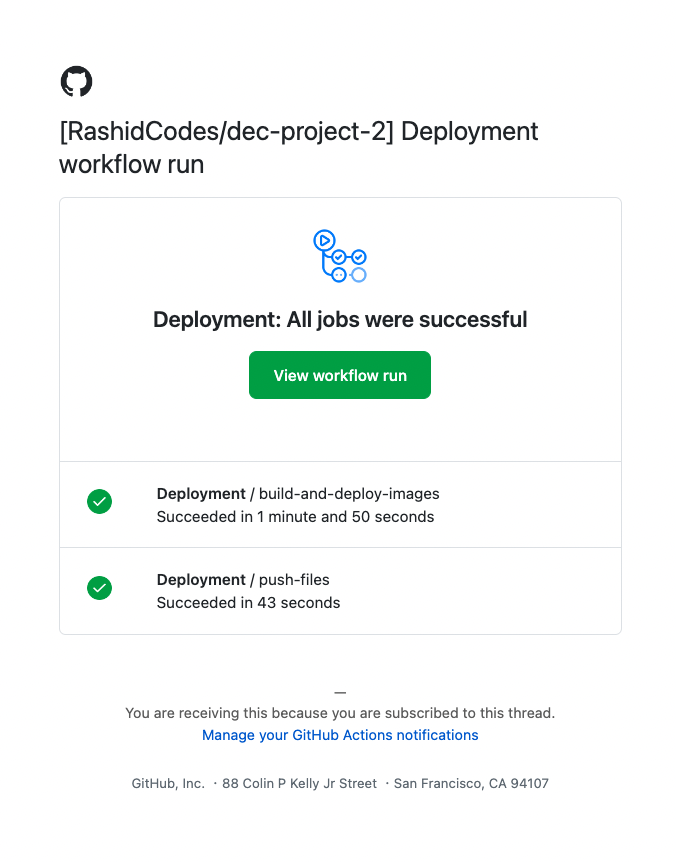 [RashidCodes/dec-project-2] Deployment
workflow run
Deployment: All jobs were successful
View workflow run
Deployment / build-and-deploy-images
Succeeded in 1 minute and 50 seconds
Deployment / push-files
Succeeded in 43 seconds
—
You are receiving this because you are subscribed to this thread.
Manage your GitHub Actions notifications
GitHub, Inc. ・88 Colin P Kelly Jr Street ・San Francisco, CA 94107